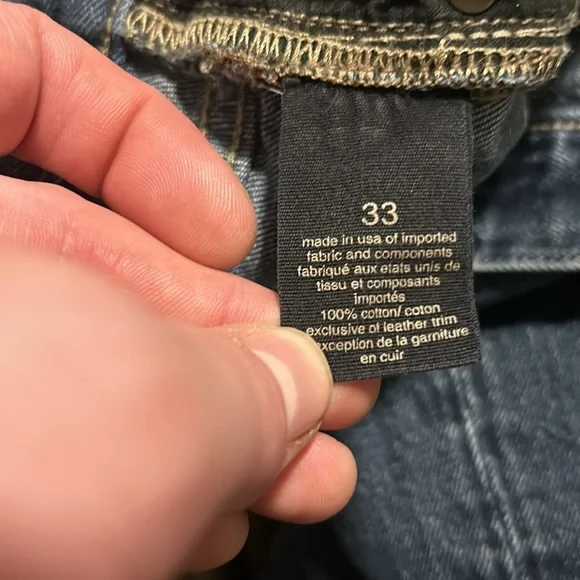 33
made in usa of imported
fabric and components
fabriqué aux etats unis de
tissu et composants
importés
100% cotton/ coton
exclusive of leather trim
exception de la garniture
en cuir